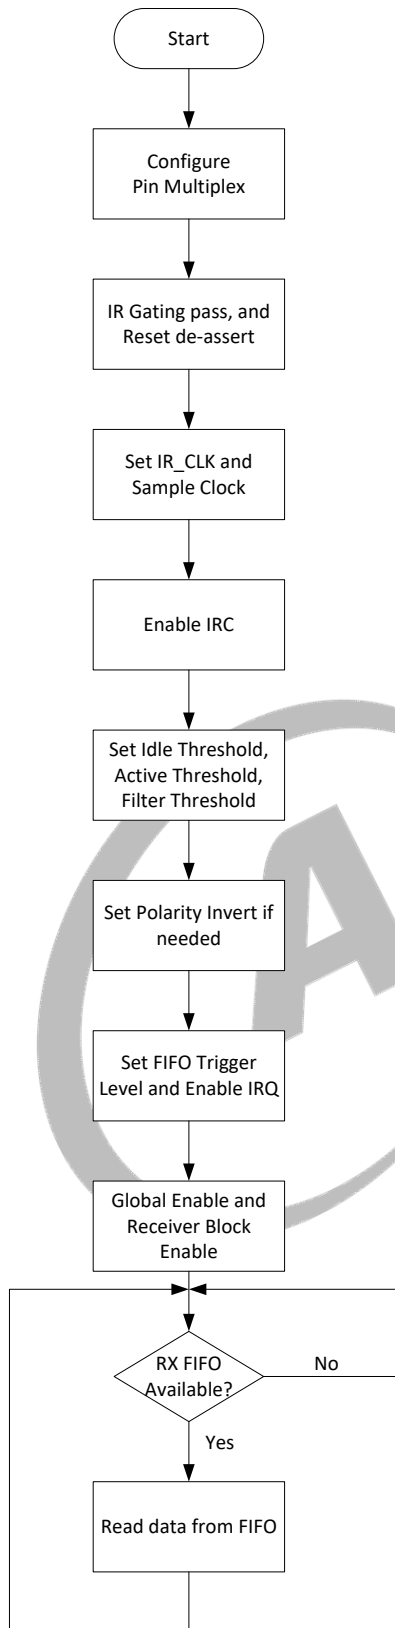 Start
Configure
Pin Multiplex
IR Gating pass, and
Reset de-assert
Set IR_CLK and
Sample Clock
Enable IRC
Set Idle Threshold,
Active Threshold,
Filter Threshold
Set Polarity Invert if
needed
Set FIFO Trigger
Level and Enable IRQ
Global Enable and
Receiver Block
Enable
RX FIFO
Available?
No
Yes
Read data from FIFO